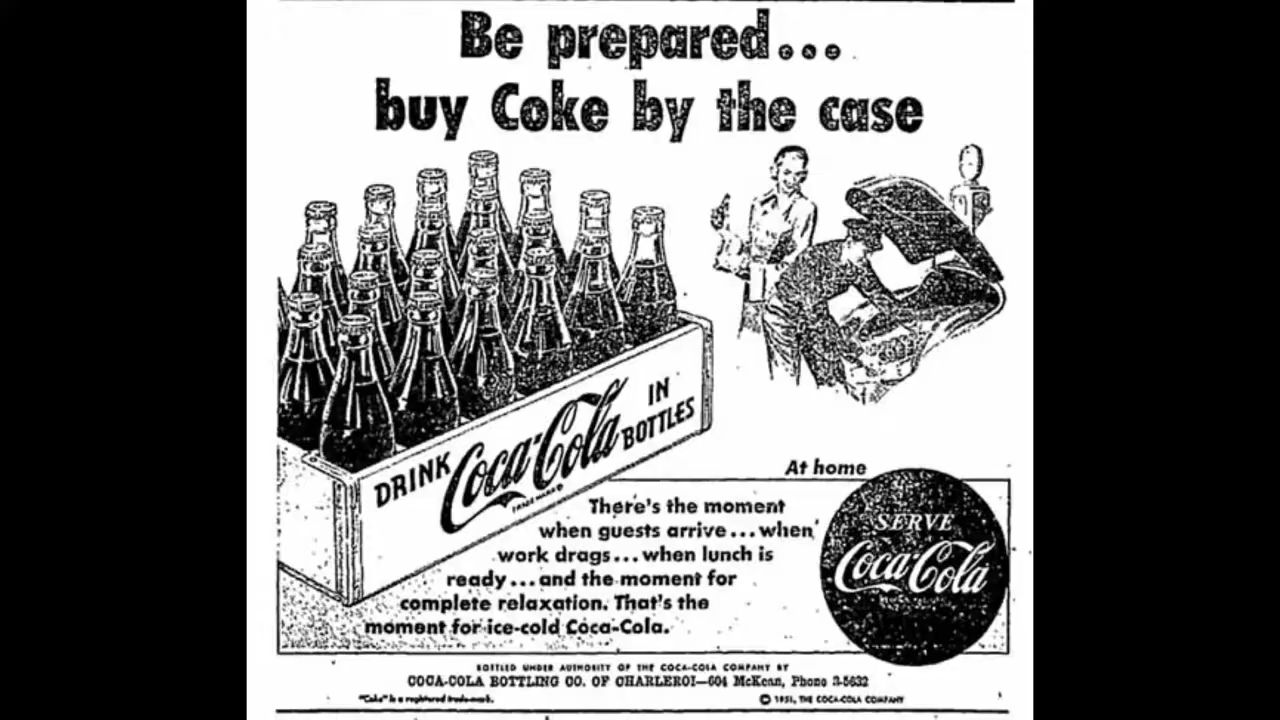 Be prepared...
buy Coke by the case
DRINK Coca-Cola IN BOTTLES
TRADE MARK ®
At home
There's the moment
when guests arrive...when
work drags...when lunch is
ready...and the moment for
complete relaxation. That's the
moment for ice-cold Coca-Cola.
SERVE
Coca-Cola
BOTTLED UNDER AUTHORITY OF THE COCA-COLA COMPANY BY
COCA-COLA BOTTLING CO. OF CHARLEROI—604 McKean, Phone 3-5632
"Coke" is a registered trade-mark.
© 1951, THE COCA-COLA COMPANY